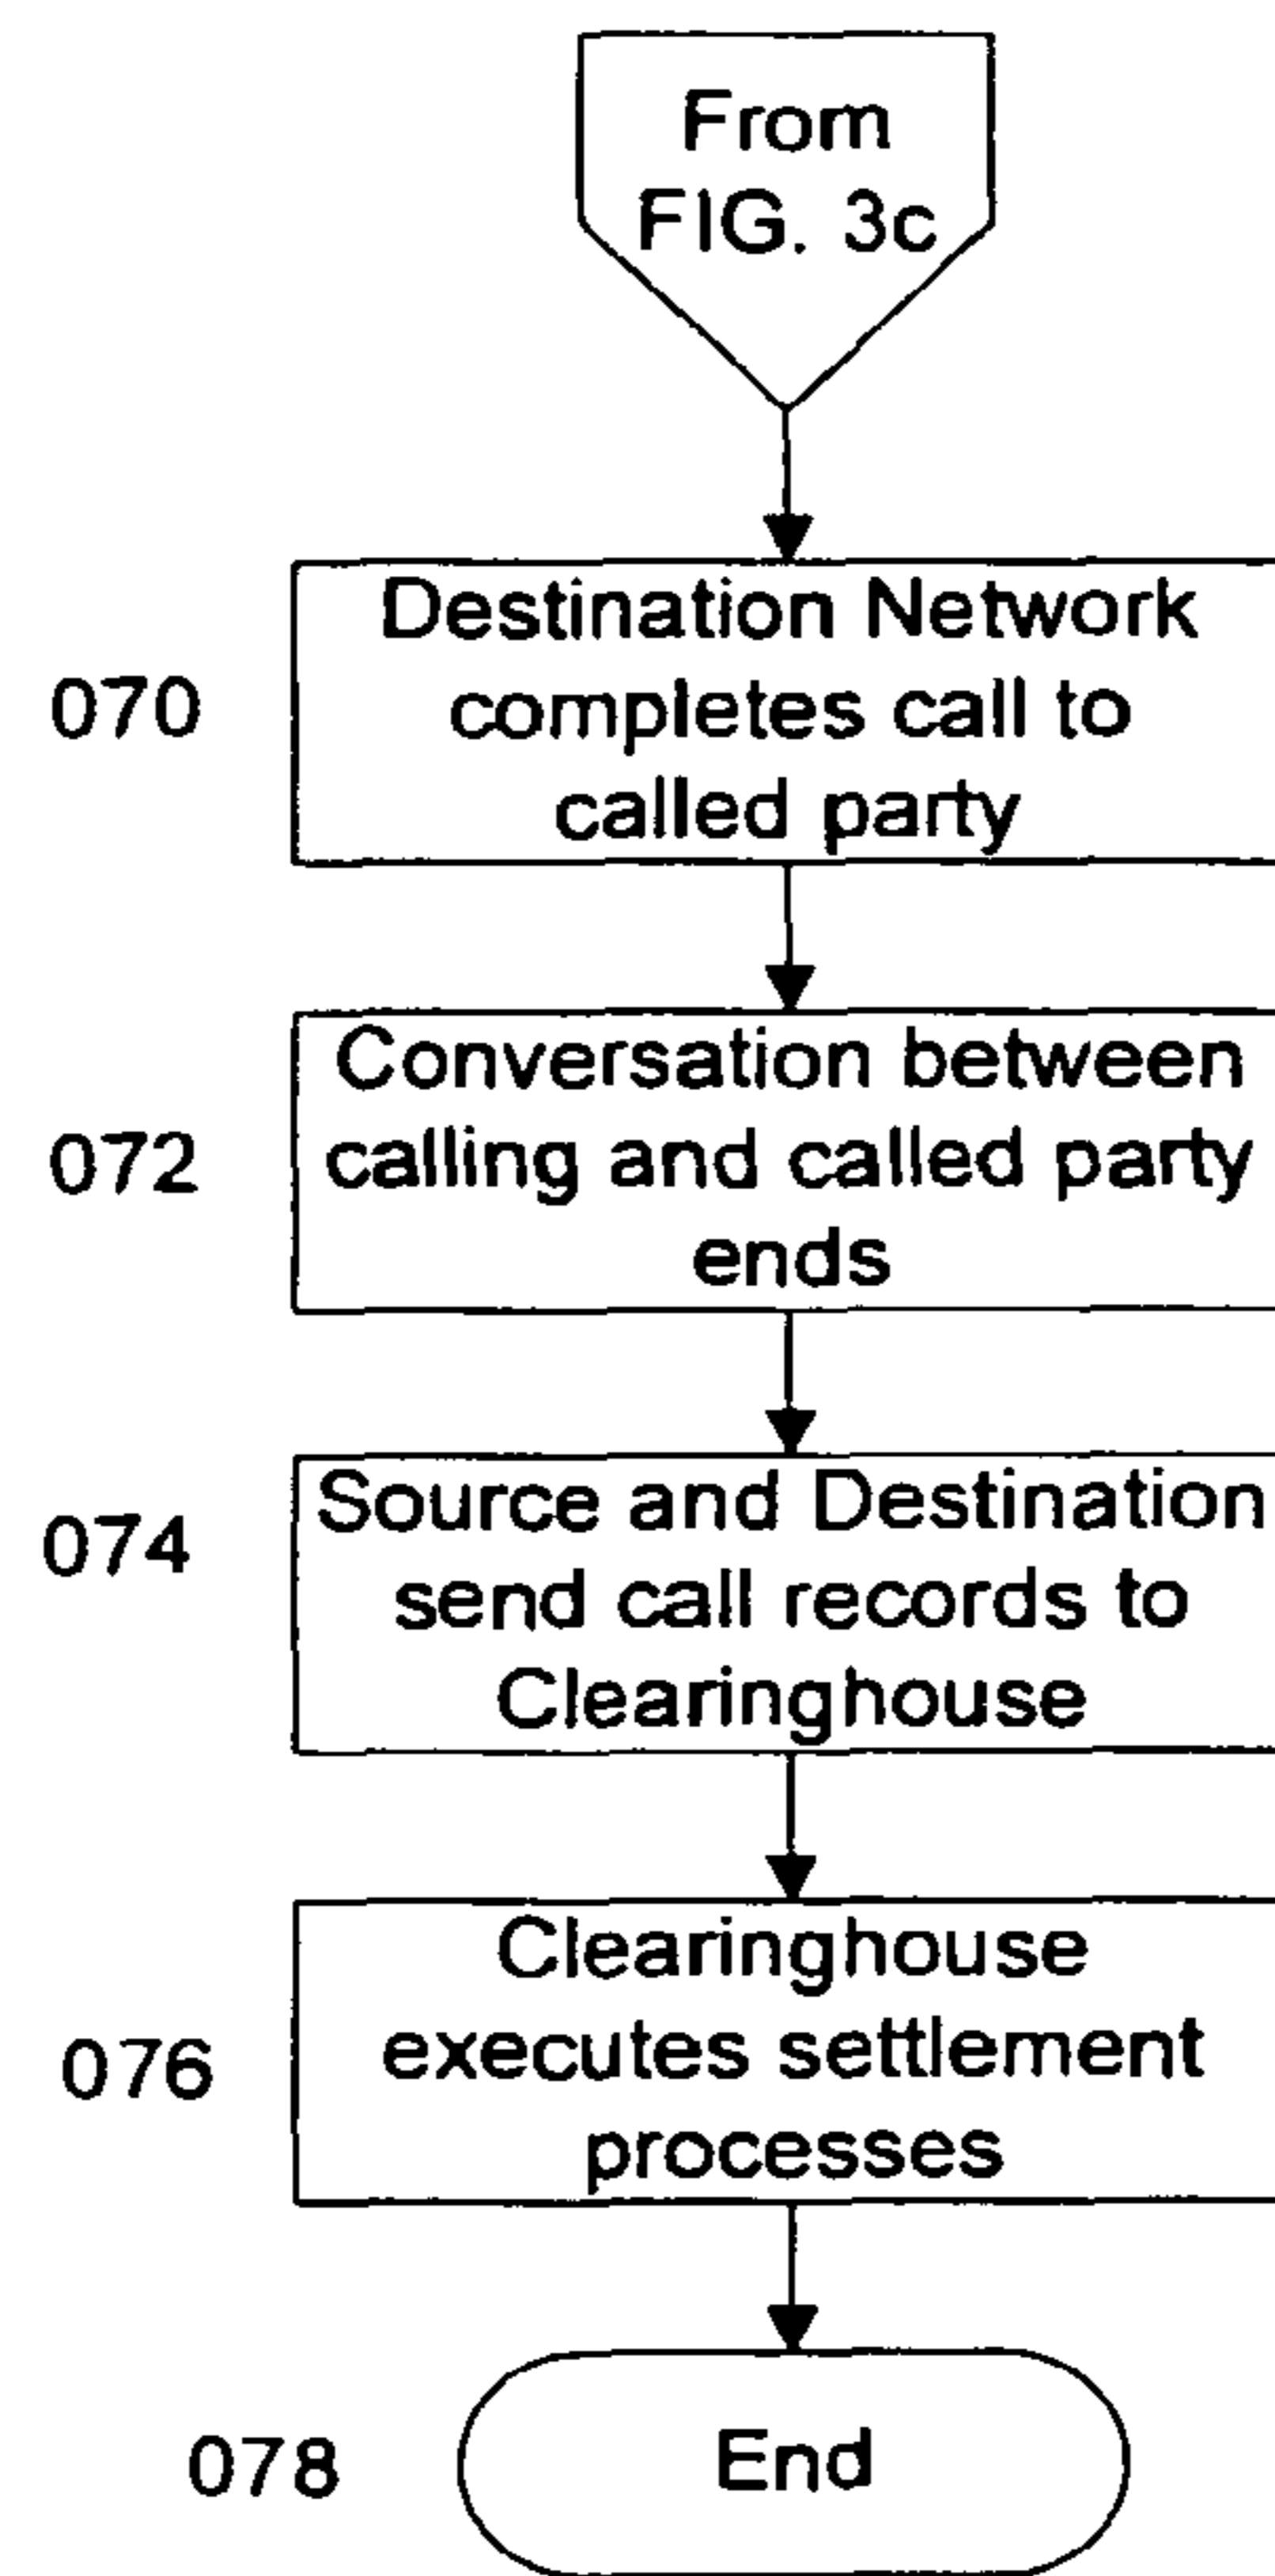 From
FIG. 3c
070
Destination Network
completes call to
called party
072
Conversation between
calling and called party
ends
074
Source and Destination
send call records to
Clearinghouse
076
Clearinghouse
executes settlement
processes
078
End